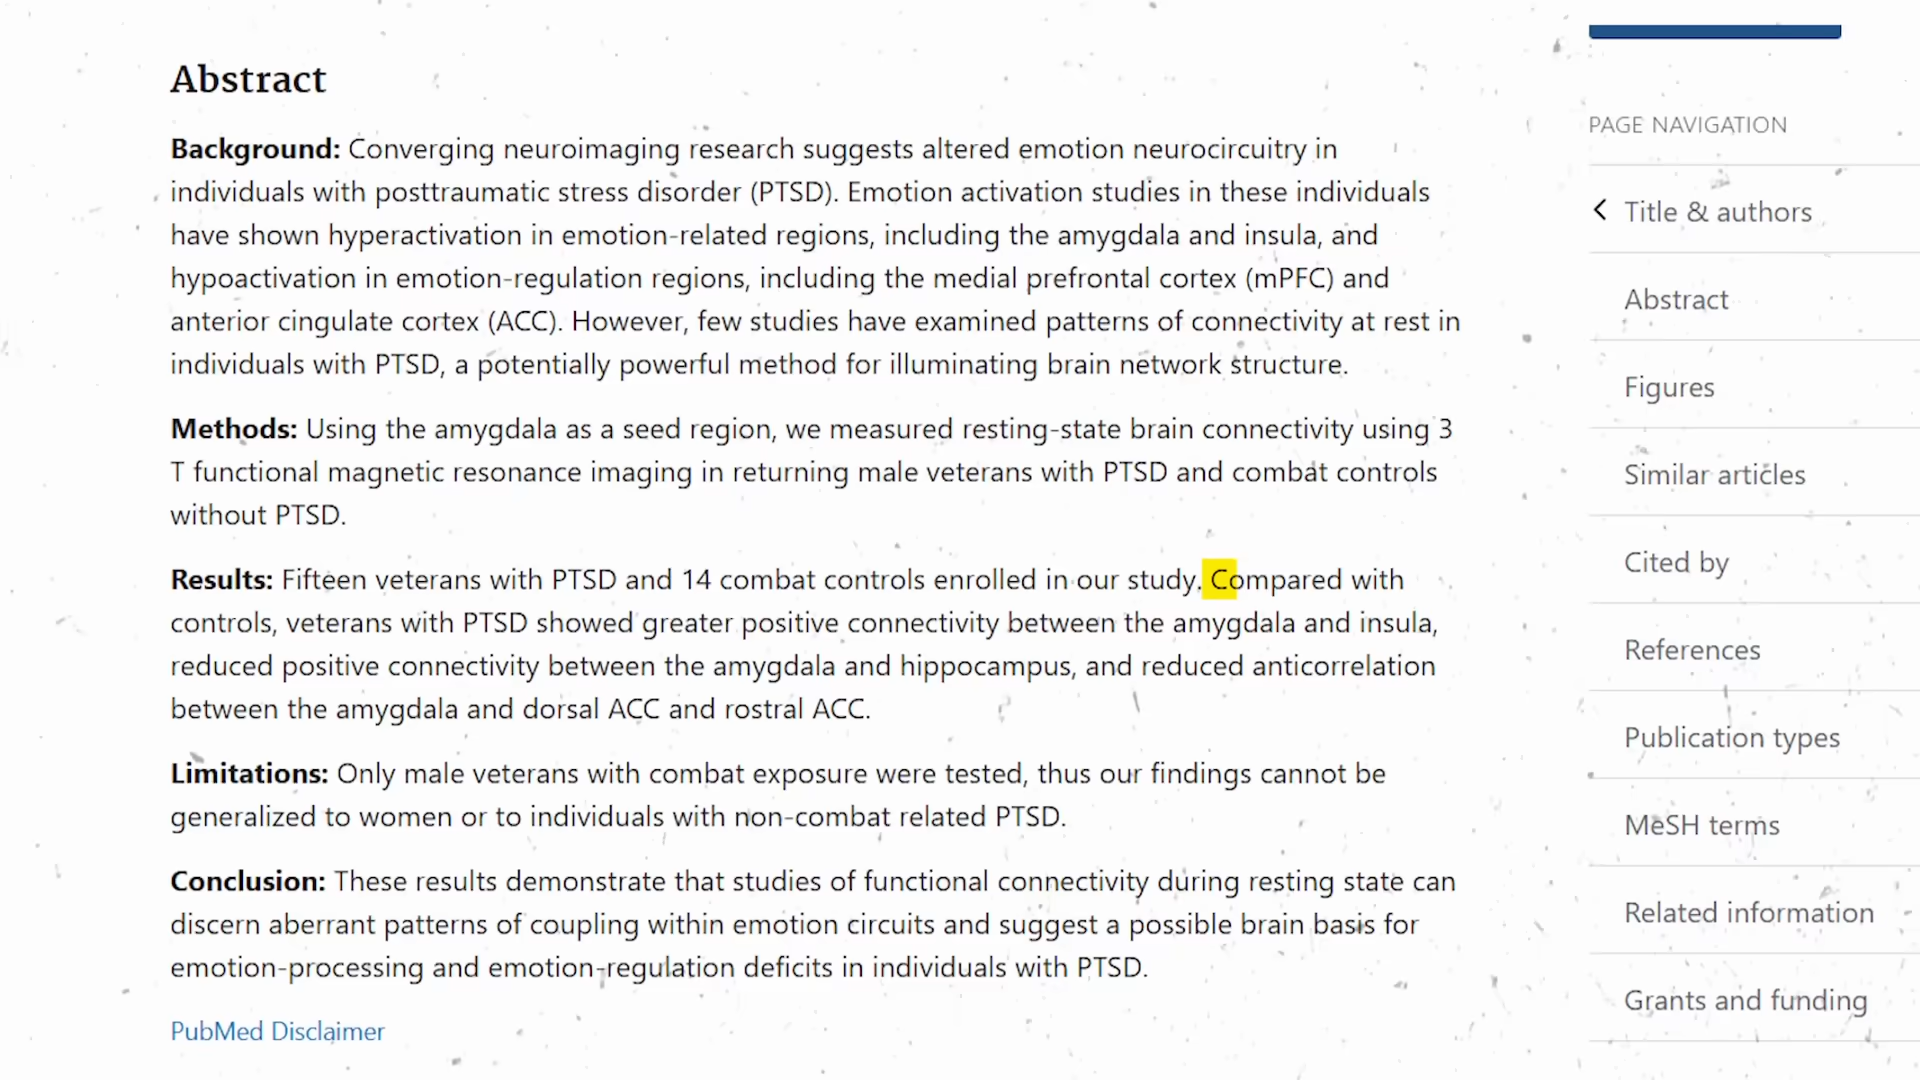 Abstract
Background: Converging neuroimaging research suggests altered emotion neurocircuitry in
individuals with posttraumatic stress disorder (PTSD). Emotion activation studies in these individuals
have shown hyperactivation in emotion-related regions, including the amygdala and insula, and
hypoactivation in emotion-regulation regions, including the medial prefrontal cortex (mPFC) and
anterior cingulate cortex (ACC). However, few studies have examined patterns of connectivity at rest in
individuals with PTSD, a potentially powerful method for illuminating brain network structure.
Methods: Using the amygdala as a seed region, we measured resting-state brain connectivity using 3
T functional magnetic resonance imaging in returning male veterans with PTSD and combat controls
without PTSD.
Results: Fifteen veterans with PTSD and 14 combat controls enrolled in our study. Compared with
controls, veterans with PTSD showed greater positive connectivity between the amygdala and insula,
reduced positive connectivity between the amygdala and hippocampus, and reduced anticorrelation
between the amygdala and dorsal ACC and rostral ACC.
Limitations: Only male veterans with combat exposure were tested, thus our findings cannot be
generalized to women or to individuals with non-combat related PTSD.
Conclusion: These results demonstrate that studies of functional connectivity during resting state can
discern aberrant patterns of coupling within emotion circuits and suggest a possible brain basis for
emotion-processing and emotion-regulation deficits in individuals with PTSD.
PubMed Disclaimer
PAGE NAVIGATION
Title & authors
Abstract
Figures
Similar articles
Cited by
References
Publication types
MeSH terms
Related information
Grants and funding